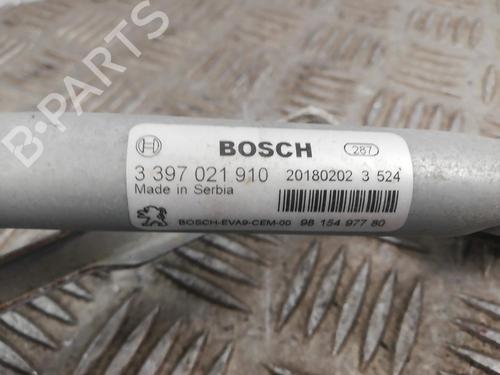 BOSCH 287
3 397 021 910 20180202 3 524
Made in Serbia
BOSCH-EVA9-CEM-00 98 154 977 80
B-PARTS